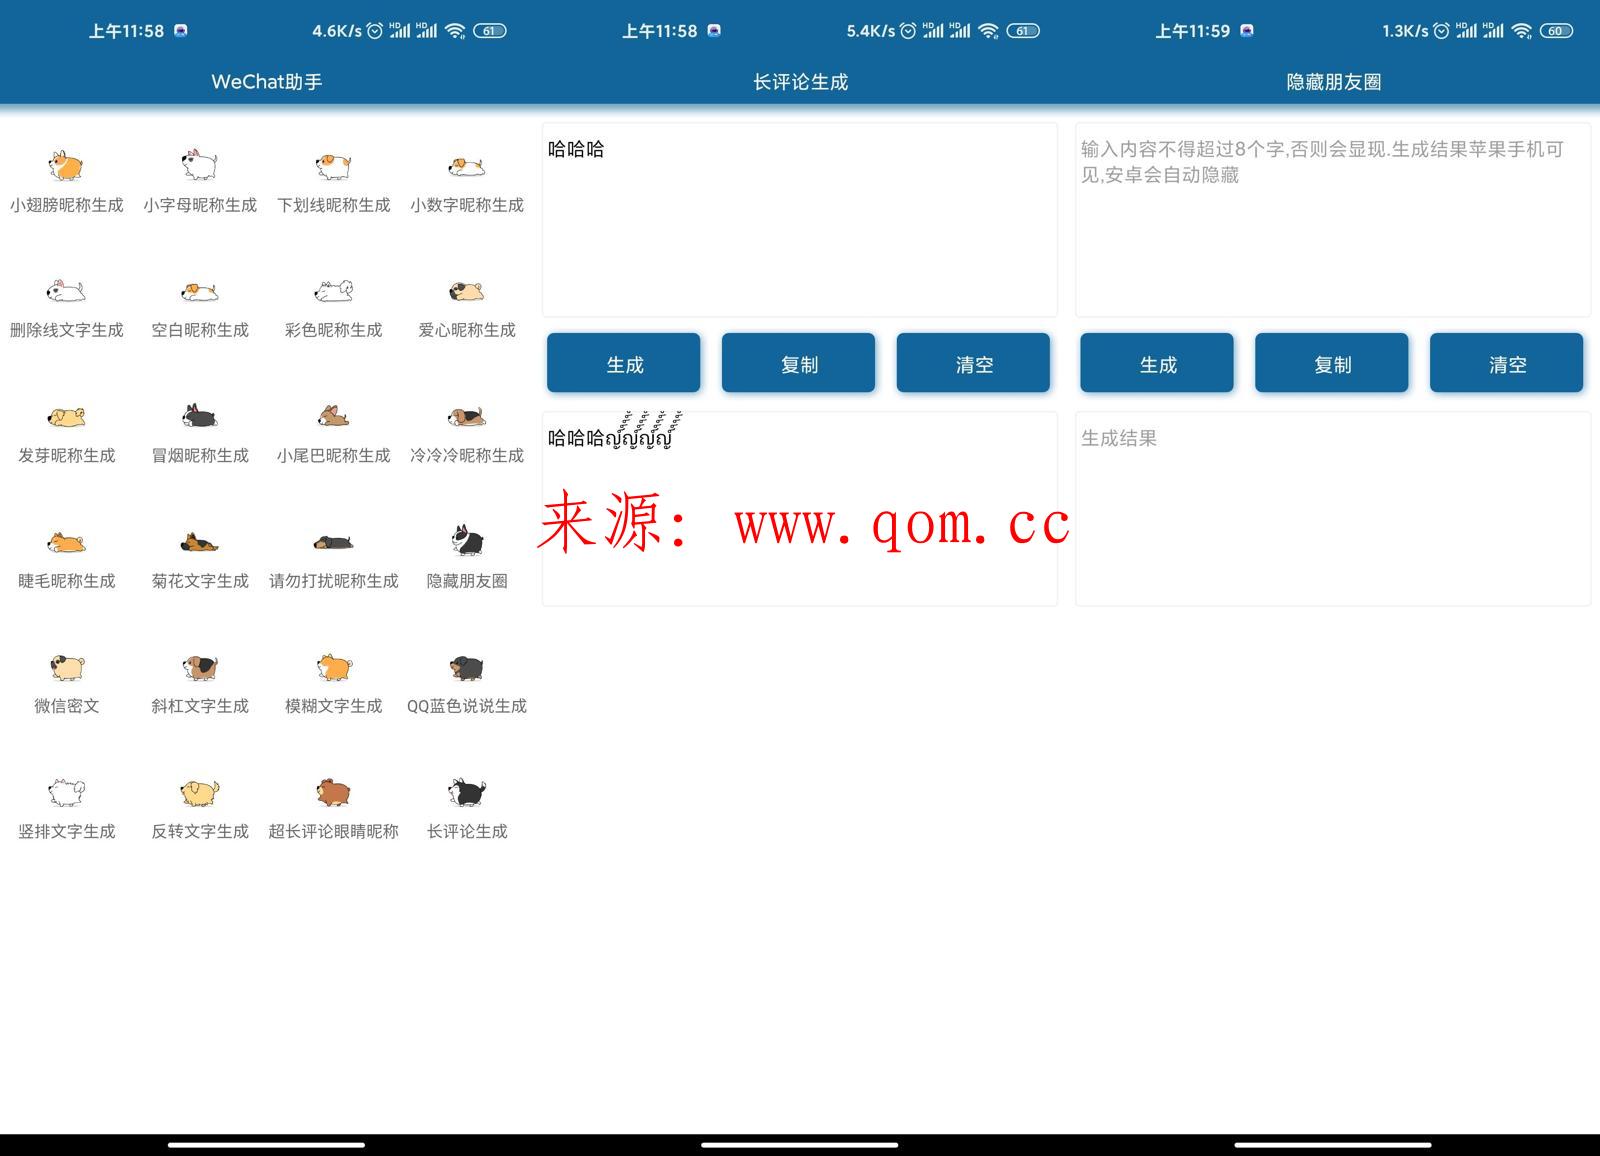 上午11:58
4.6K/s
HD
HD
61
WeChat助手
小翅膀昵称生成
小字母昵称生成
下划线昵称生成
小数字昵称生成
删除线文字生成
空白昵称生成
彩色昵称生成
爱心昵称生成
发芽昵称生成
冒烟昵称生成
小尾巴昵称生成
冷冷冷昵称生成
睫毛昵称生成
菊花文字生成
请勿打扰昵称生成
隐藏朋友圈
微信密文
斜杠文字生成
模糊文字生成
QQ蓝色说说生成
竖排文字生成
反转文字生成
超长评论眼睛昵称
长评论生成
上午11:58
5.4K/s
HD
HD
61
长评论生成
哈哈哈
生成
复制
清空
哈哈哈
来源: www.qom.cc
上午11:59
1.3K/s
HD
HD
60
隐藏朋友圈
输入内容不得超过8个字,否则会显现.生成结果苹果手机可
见,安卓会自动隐藏
生成
复制
清空
生成结果